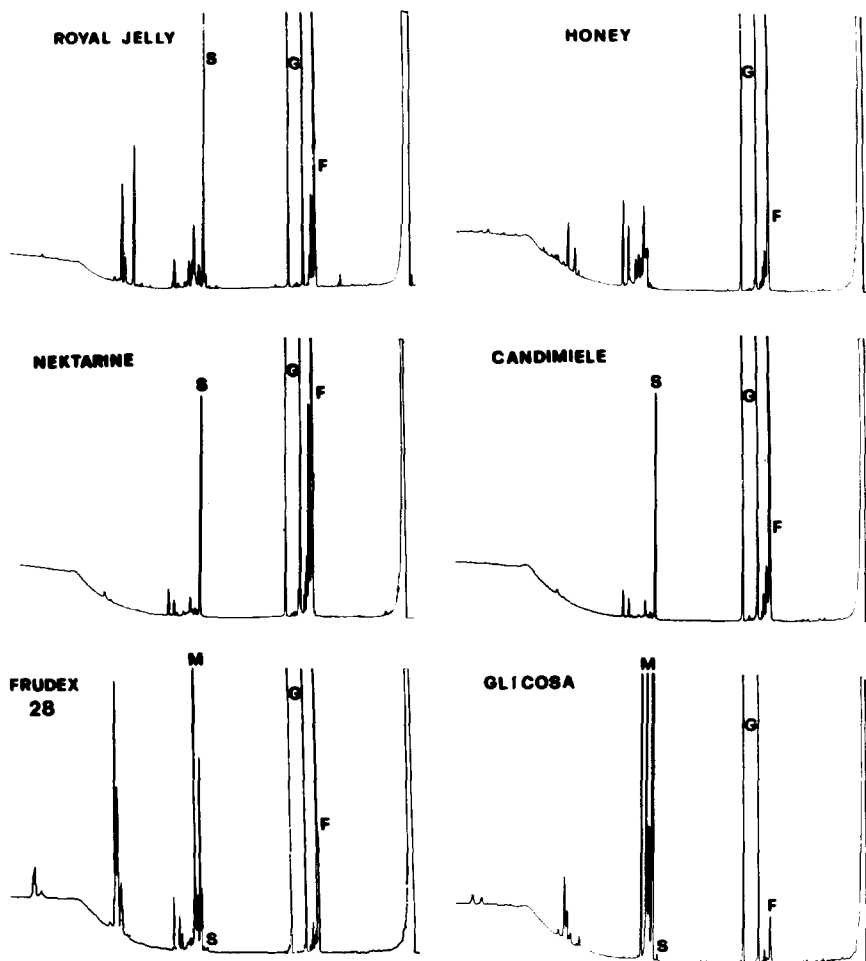 ROYAL JELLY
S
G
F
HONEY
G
F
NEKTARINE
S
G
F
CANDIMIELE
S
G
F
FRUDEX
28
M
S
G
F
GLICOSA
M
S
G
F